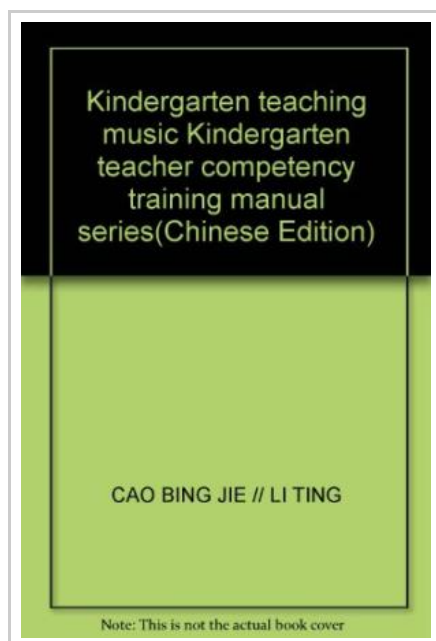 Kindergarten teaching
music Kindergarten
teacher competency
training manual
series(Chinese Edition)
CAO BING JIE // LI TING
Note: This is not the actual book cover